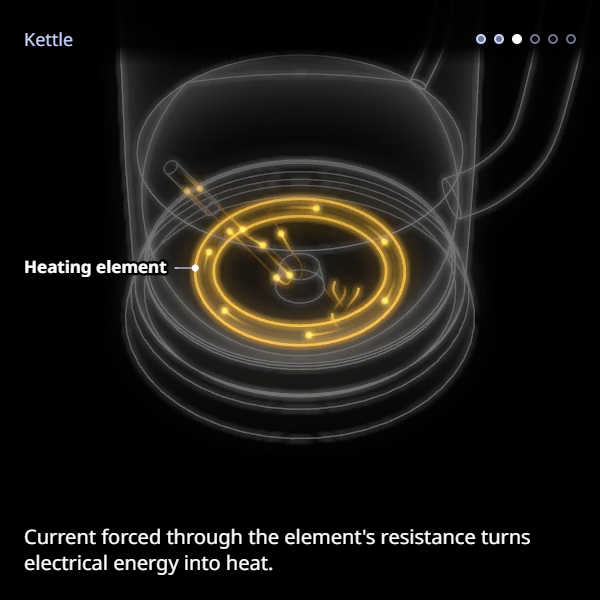 Kettle
Heating element
Current forced through the element's resistance turns
electrical energy into heat.